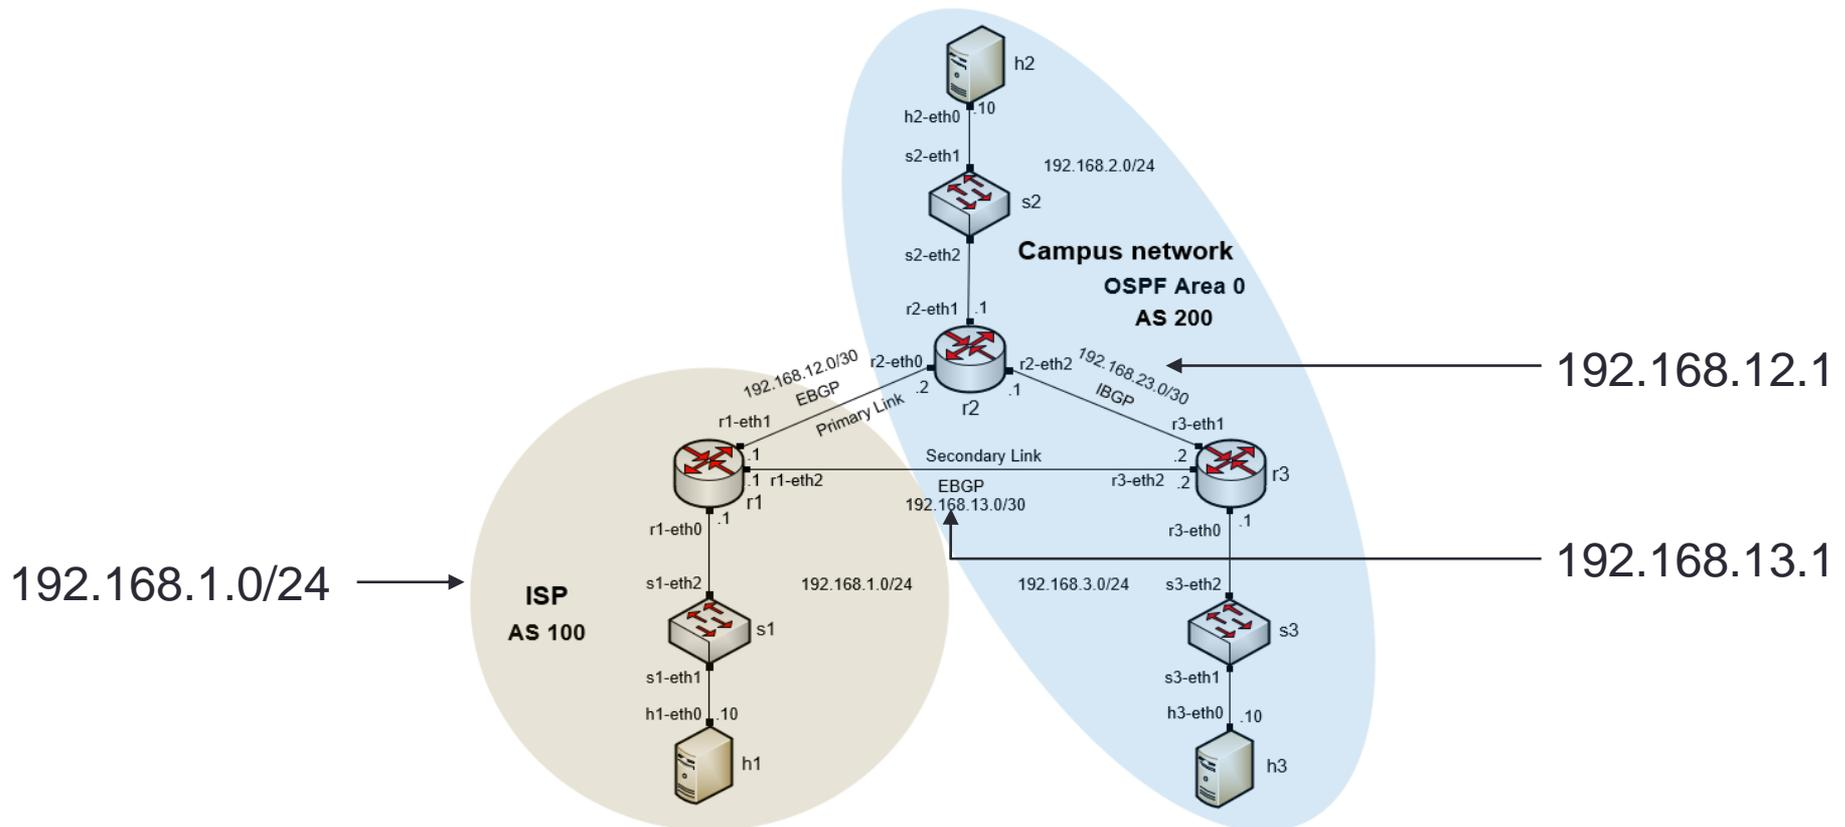 h2
.10
h2-eth0
s2-eth1
192.168.2.0/24
s2
Campus network
s2-eth2
OSPF Area 0
AS 200
r2-eth1 .1
192.168.12.0/30
EBGP
Primary Link
r2-eth0
.2
r2-eth2
.1
r2
192.168.23.0/30
IBGP
192.168.12.1
r1-eth1
.1
.1 r1-eth2
r1
Secondary Link
EBGP
192.168.13.0/30
r3-eth1
.2
r3-eth2 .2
r3
.1
r1-eth0
r3-eth0
.1
192.168.13.1
192.168.1.0/24
ISP
AS 100
s1-eth2
192.168.1.0/24
192.168.3.0/24
s3-eth2
s1
s3
s1-eth1
s3-eth1
h1-eth0 .10
h3-eth0 .10
h1
h3